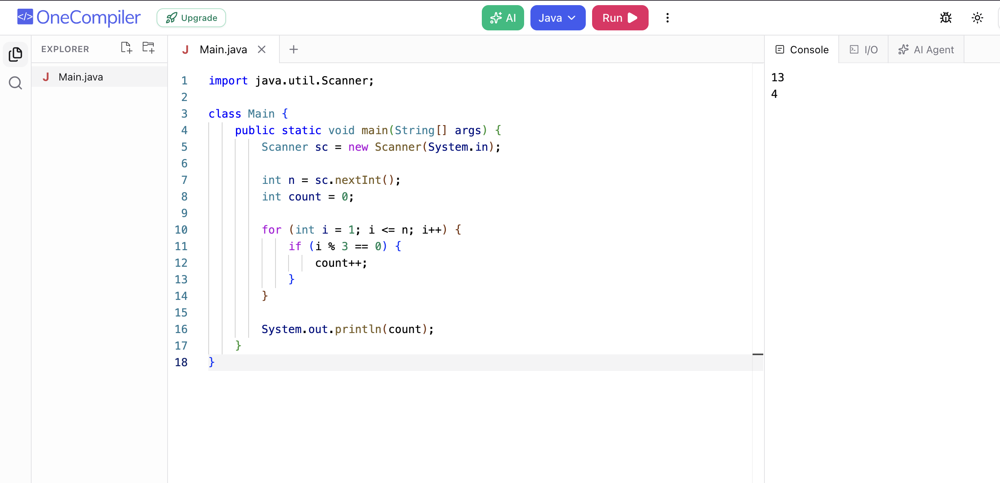 </> OneCompiler
Upgrade
AI
Java
Run
EXPLORER
J Main.java
J Main.java
1 import java.util.Scanner;
2
3 class Main {
4     public static void main(String[] args) {
5         Scanner sc = new Scanner(System.in);
6
7         int n = sc.nextInt();
8         int count = 0;
9
10         for (int i = 1; i <= n; i++) {
11             if (i % 3 == 0) {
12                 count++;
13             }
14         }
15
16         System.out.println(count);
17     }
18 }
Console
I/O
AI Agent
13
4